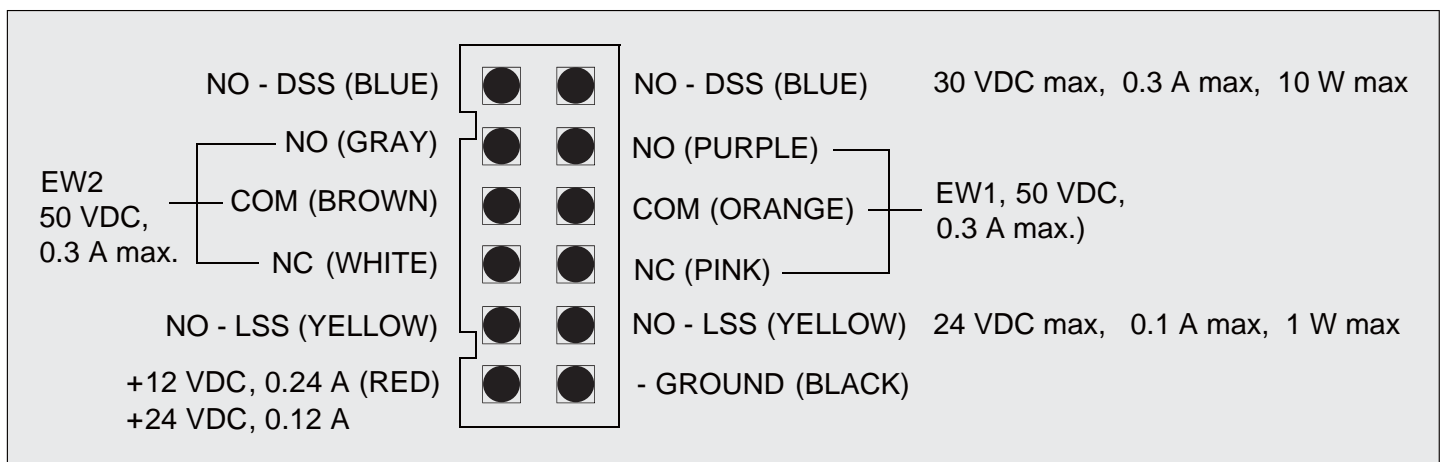 NO - DSS (BLUE) NO - DSS (BLUE) 30 VDC max, 0.3 A max, 10 W max
NO (GRAY) NO (PURPLE)
EW2
50 VDC,
0.3 A max.
COM (BROWN) COM (ORANGE)
EW1, 50 VDC,
0.3 A max.)
NC (WHITE) NC (PINK)
NO - LSS (YELLOW) NO - LSS (YELLOW) 24 VDC max, 0.1 A max, 1 W max
+12 VDC, 0.24 A (RED) - GROUND (BLACK)
+24 VDC, 0.12 A